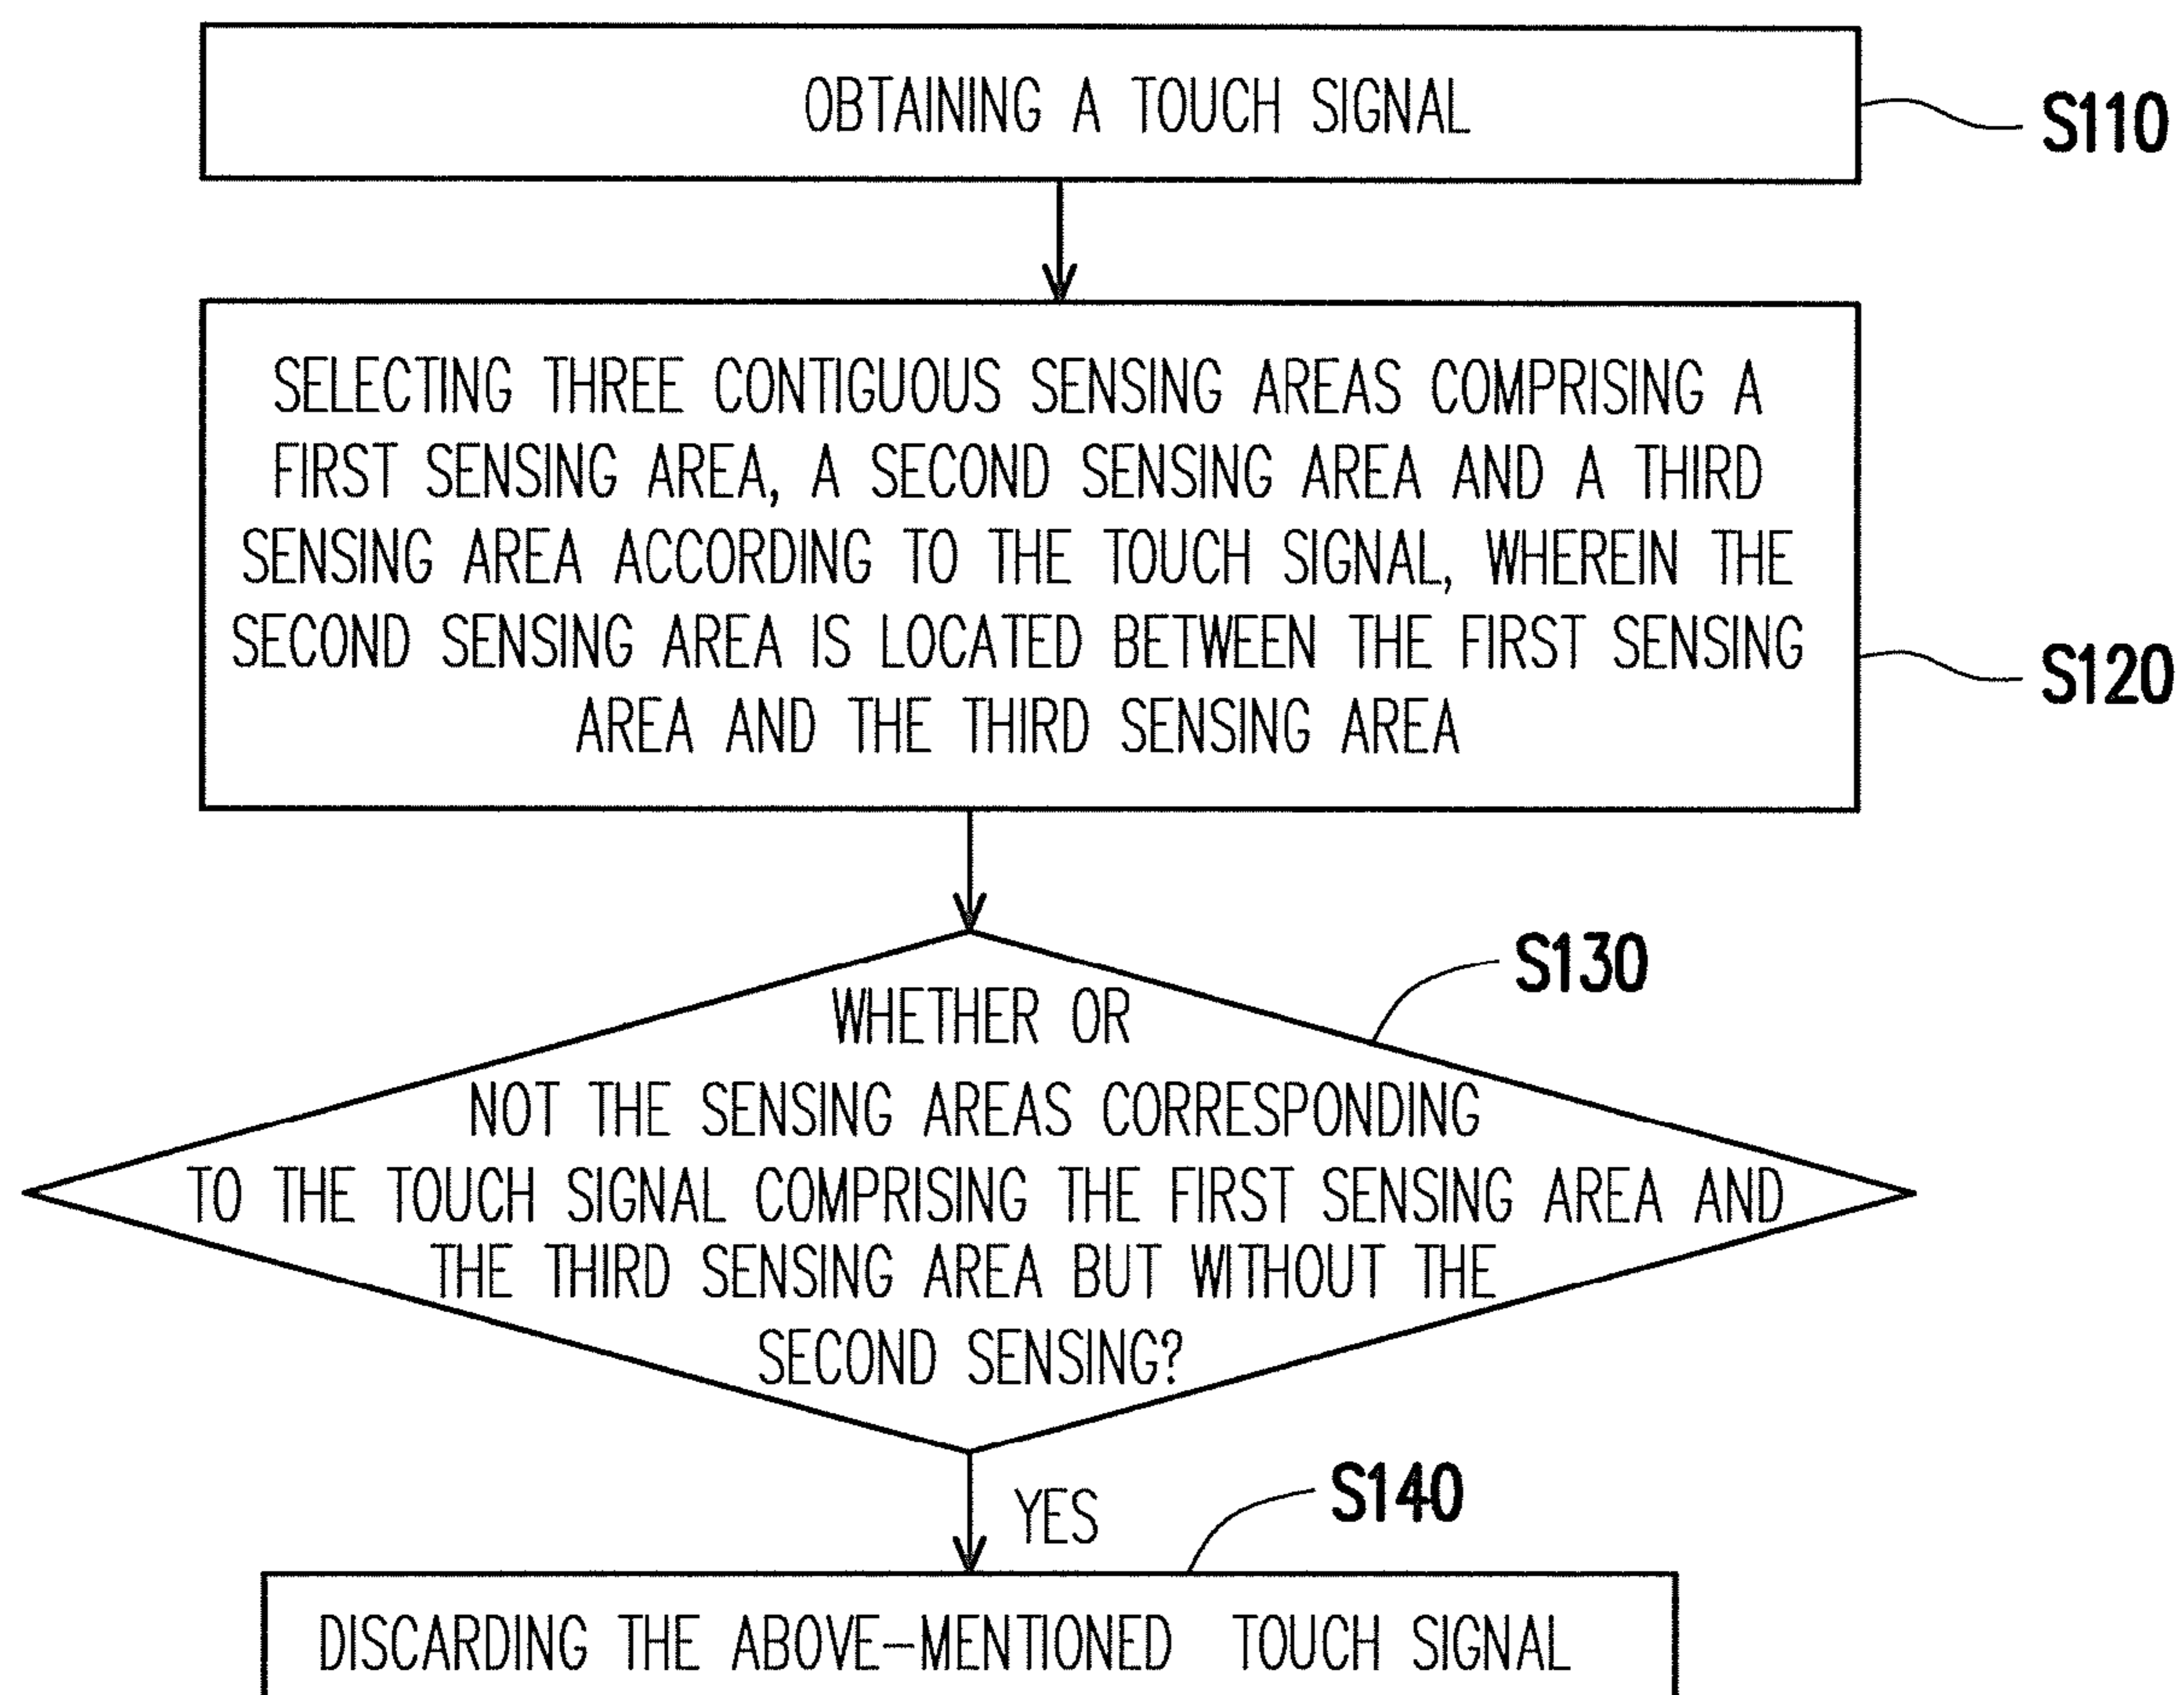 OBTAINING A TOUCH SIGNAL
S110
SELECTING THREE CONTIGUOUS SENSING AREAS COMPRISING A
FIRST SENSING AREA, A SECOND SENSING AREA AND A THIRD
SENSING AREA ACCORDING TO THE TOUCH SIGNAL, WHEREIN THE
SECOND SENSING AREA IS LOCATED BETWEEN THE FIRST SENSING
AREA AND THE THIRD SENSING AREA
S120
S130
WHETHER OR
NOT THE SENSING AREAS CORRESPONDING
TO THE TOUCH SIGNAL COMPRISING THE FIRST SENSING AREA AND
THE THIRD SENSING AREA BUT WITHOUT THE
SECOND SENSING?
YES
S140
DISCARDING THE ABOVE-MENTIONED TOUCH SIGNAL